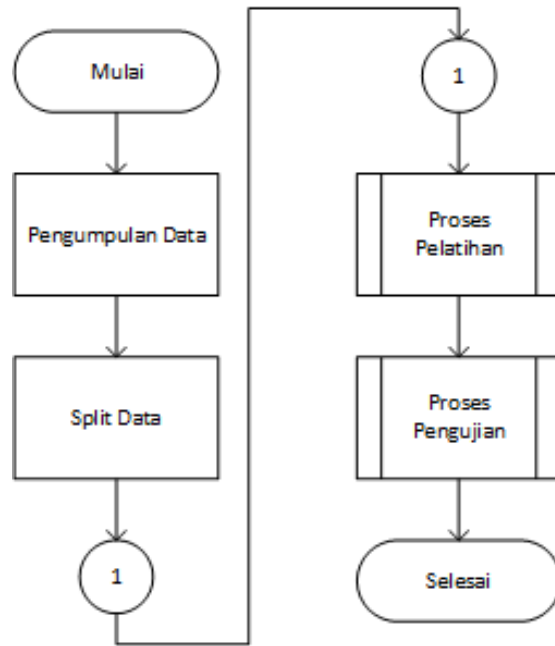 Mulai
Pengumpulan Data
Split Data
1
1
Proses
Pelatihan
Proses
Pengujian
Selesai